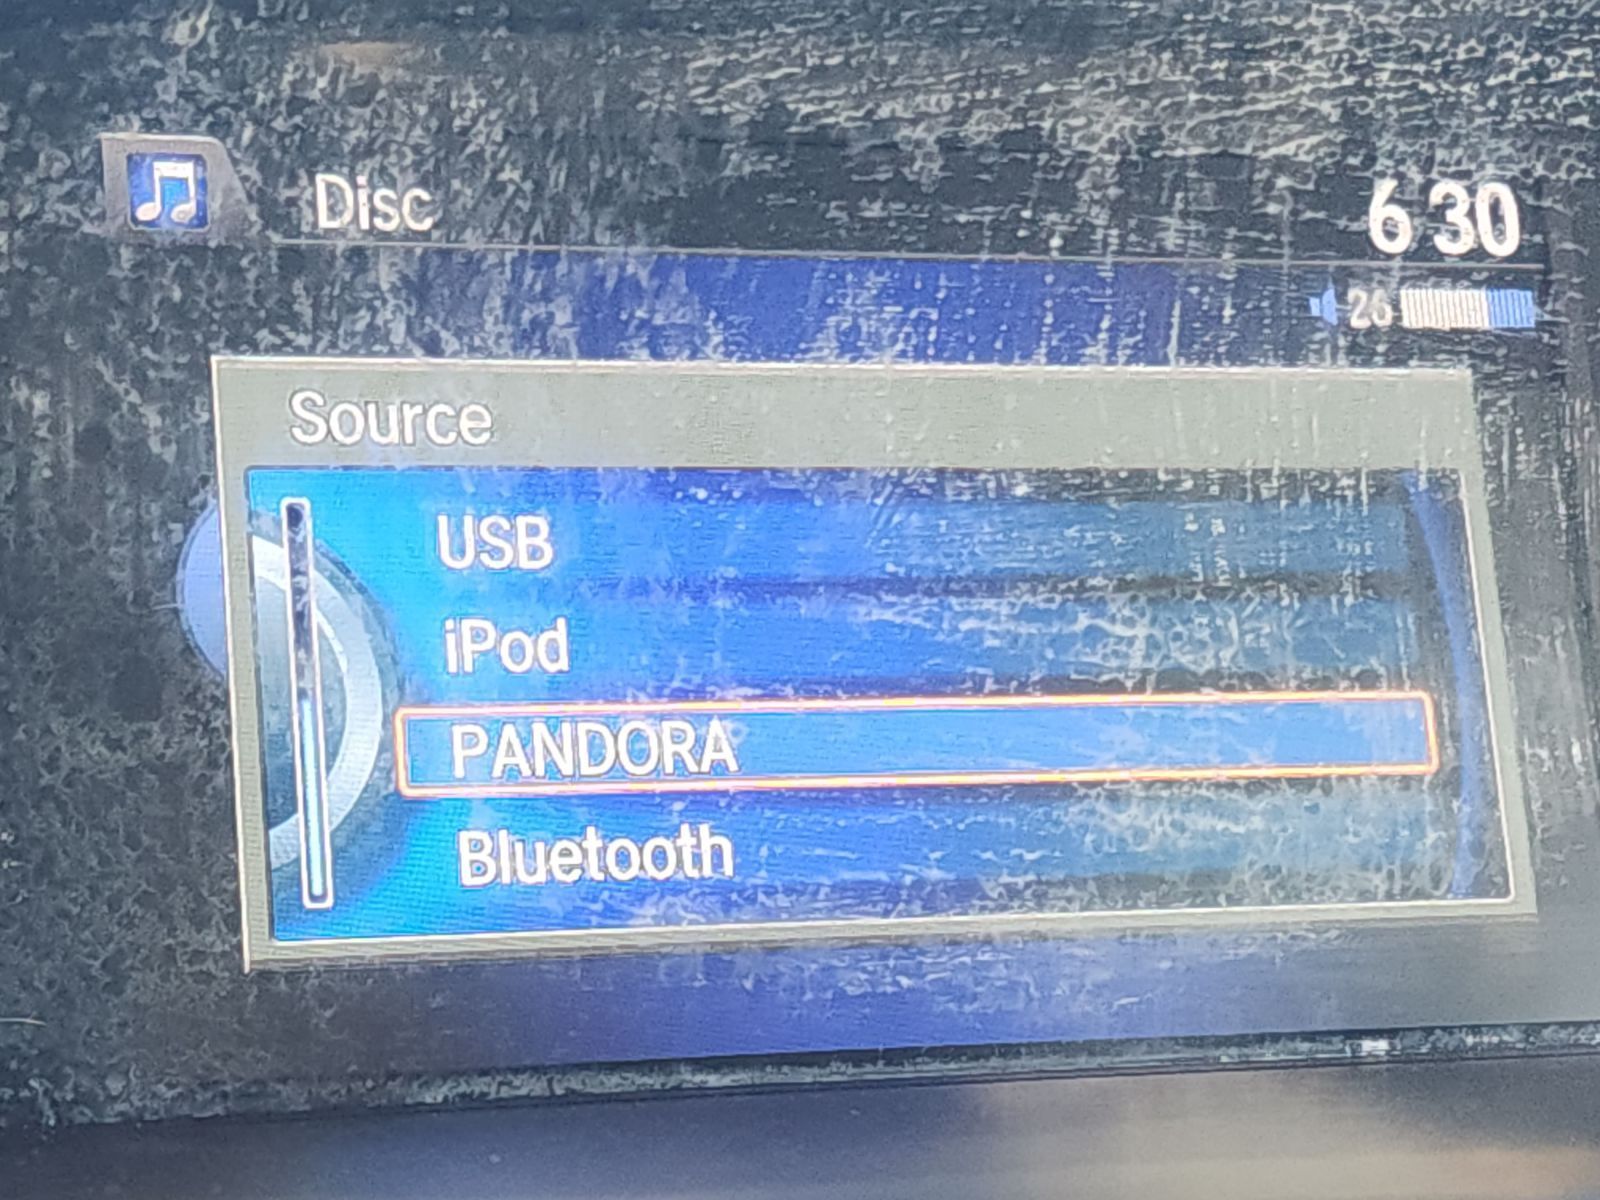 Disc
6 30
26
Source
USB
iPod
PANDORA
Bluetooth